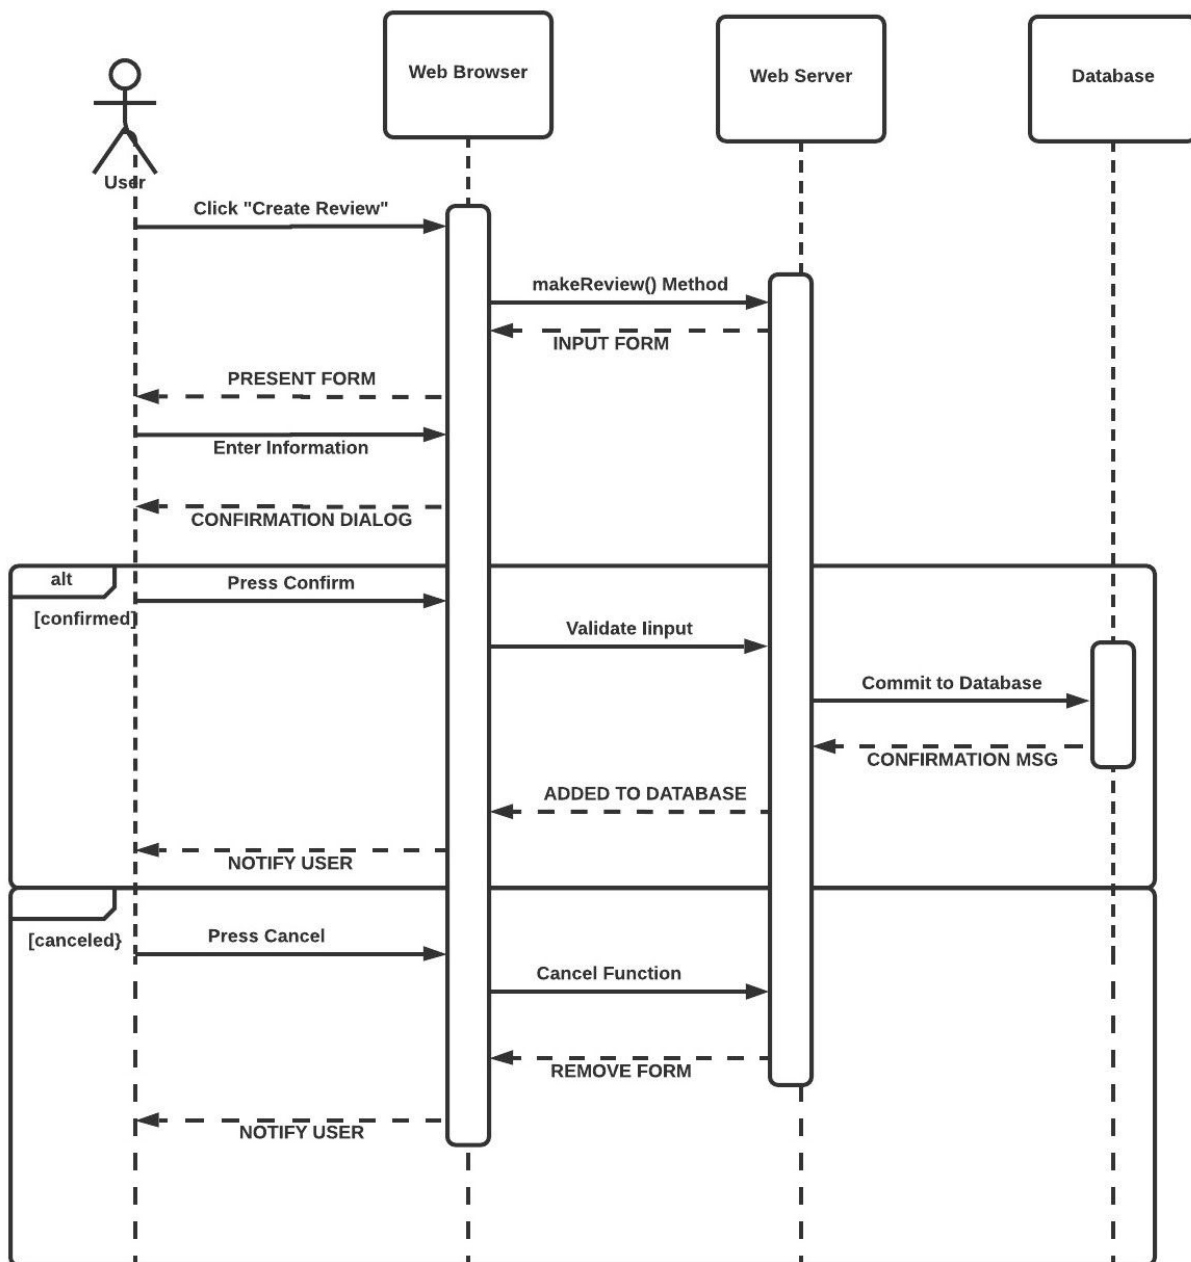 Web Browser
Web Server
Database
User
Click "Create Review"
makeReview() Method
INPUT FORM
PRESENT FORM
Enter Information
CONFIRMATION DIALOG
alt
Press Confirm
[confirmed]
Validate Iinput
Commit to Database
CONFIRMATION MSG
ADDED TO DATABASE
NOTIFY USER
Press Cancel
[canceled}
Cancel Function
REMOVE FORM
NOTIFY USER